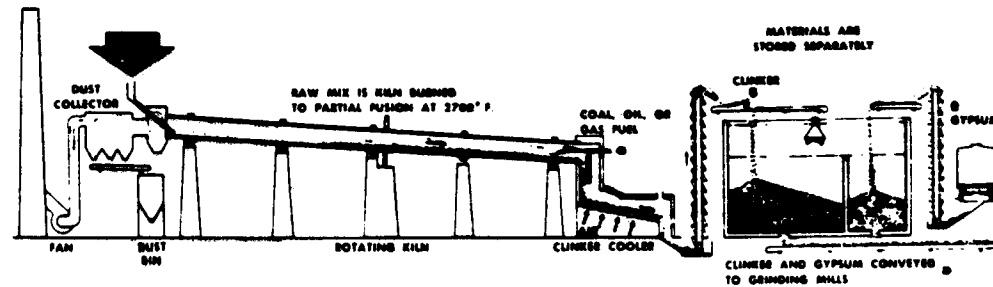 MATERIALS ARE
STORED SEPARATELY
CLINKER
DUST
COLLECTOR
RAW MIX IS KILN BURNED
TO PARTIAL FUSION AT 2700° F.
COAL, OIL, OR
GAS FUEL
GYPSUM
FAN
DUST
BIN
ROTATING KILN
CLINKER COOLER
CLINKER AND GYPSUM CONVEYED
TO GRINDING MILLS